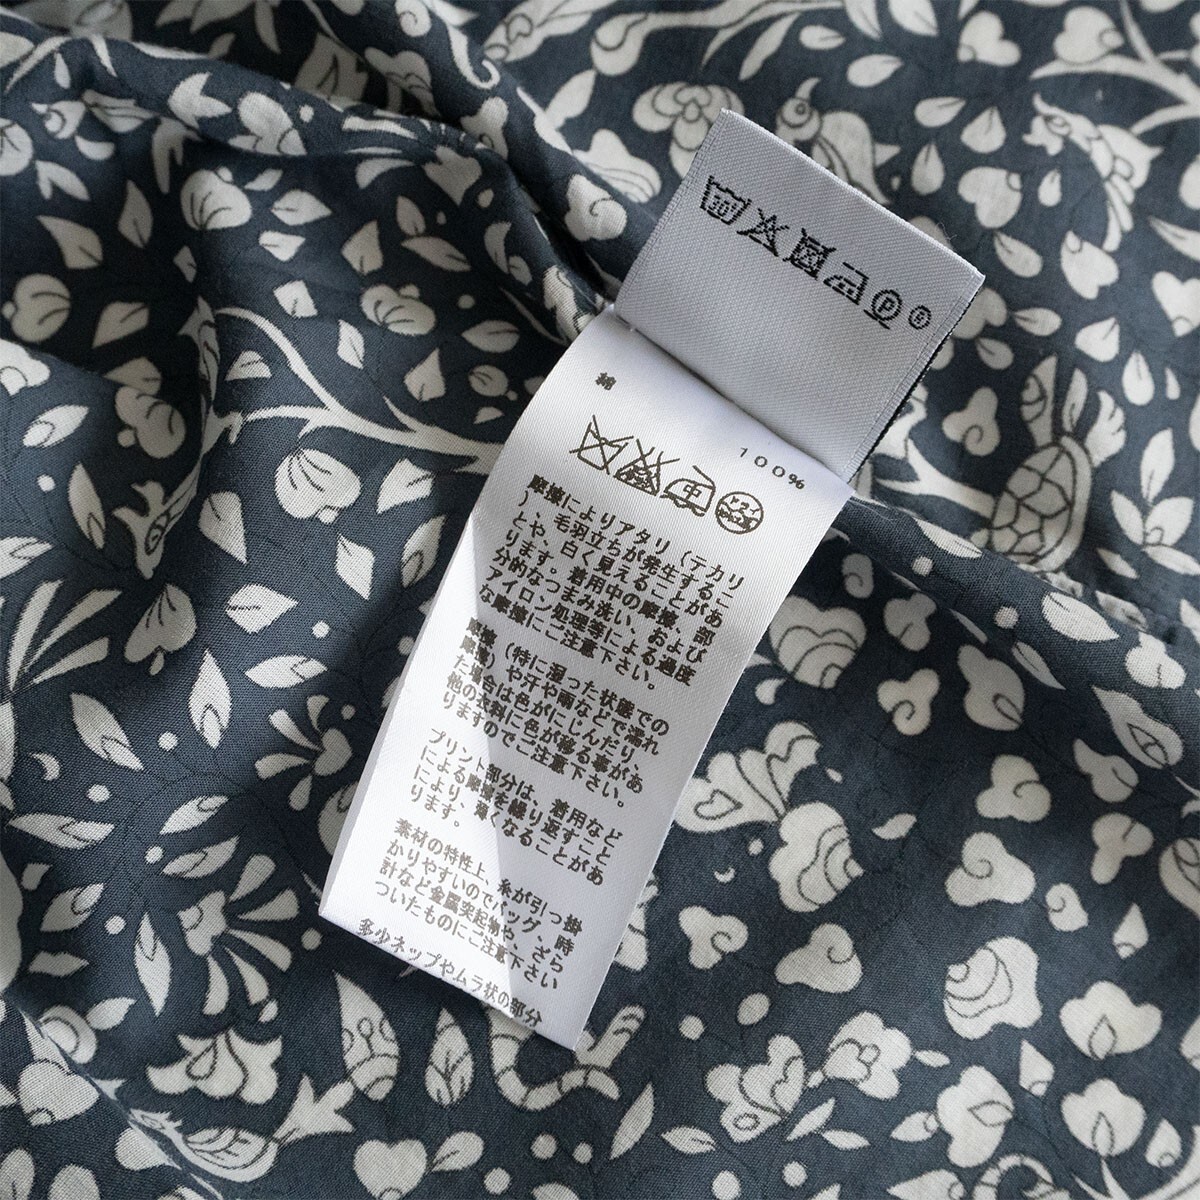 30
P
綿
100%
中
ドライ
摩擦によりアタリ（テカリ
）、毛羽立ちが発生するこ
とや、白く見えることがあ
ります。着用中の摩擦、部
分的なつまみ洗い、および
アイロン処理等による過度
な摩擦にご注意下さい。
摩擦（特に湿った状態での
摩擦）や汗や雨などで濡れ
た場合は色がにじんだり、
他の衣料に色が移る事があ
りますのでご注意下さい。
プリント部分は、着用など
による摩擦を繰り返すこと
により、薄くなることがあ
ります。
素材の特性上、糸が引っ掛
かりやすいのでバッグ、時
計など金属突起物や、ざら
ついたものにご注意下さい
多少ネップやムラ状の部分